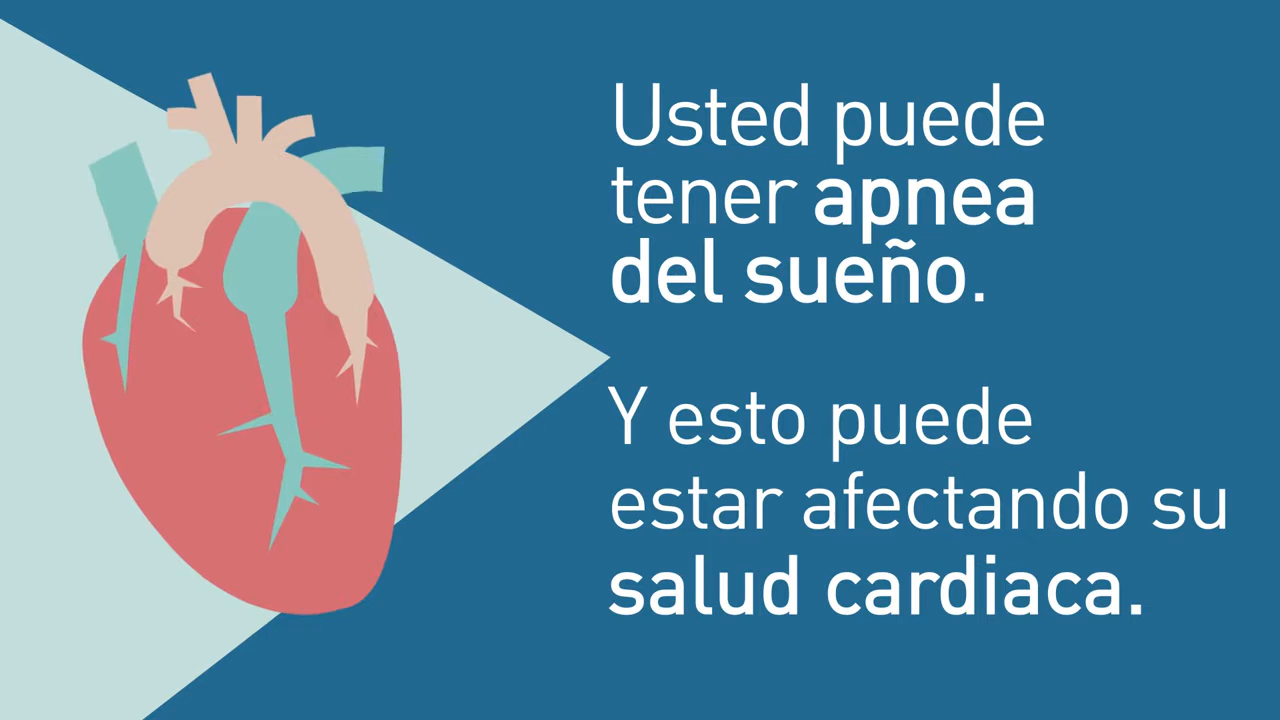 Usted puede
tener apnea
del sueño.
Y esto puede
estar afectando su
salud cardiaca.